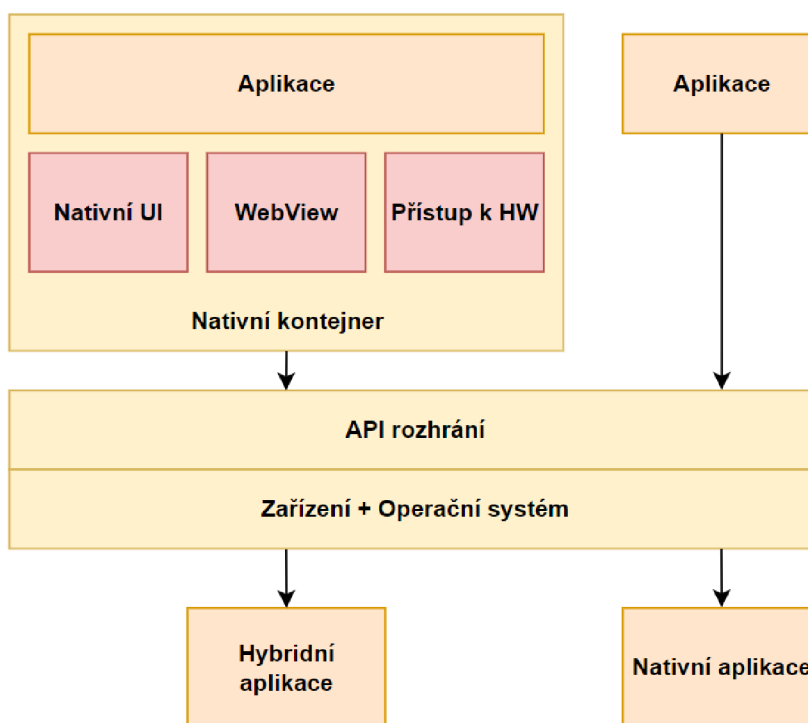 Aplikace
Aplikace
Nativní UI
WebView
Přístup k HW
Nativní kontejner
API rozhrání
Zařízení + Operační systém
Hybridní
aplikace
Nativní aplikace